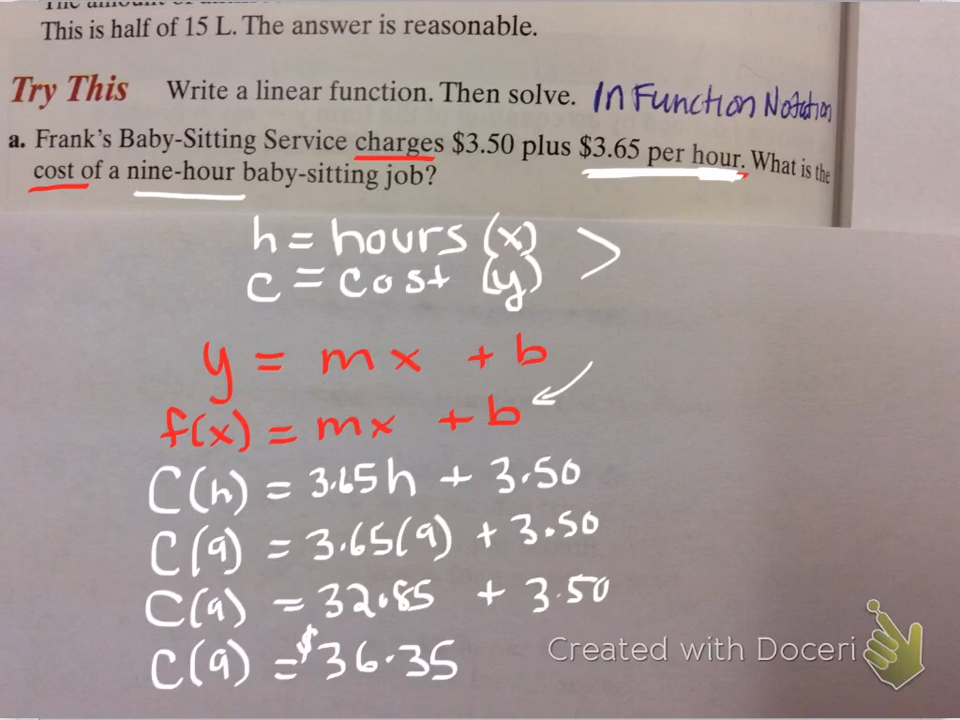 This is half of 15 L. The answer is reasonable.
Try This Write a linear function. Then solve. In Function Notation
a. Frank's Baby-Sitting Service charges $3.50 plus $3.65 per hour. What is the
cost of a nine-hour baby-sitting job?
h = hours (x) >
c = cost (y)
y = mx + b
f(x) = mx + b
C(h) = 3.65h + 3.50
C(9) = 3.65(9) + 3.50
C(9) = 32.85 + 3.50
C(9) = $36.35
Created with Doceri